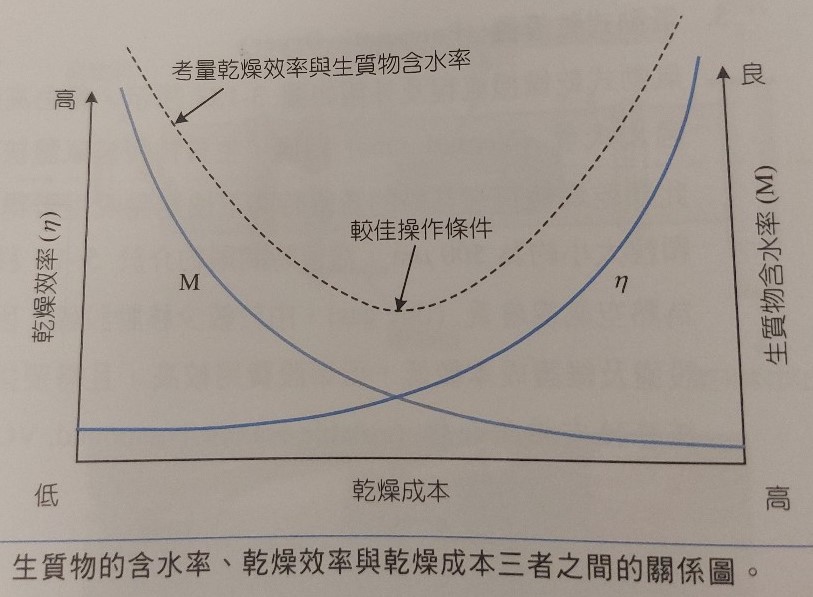 考量乾燥效率與生質物含水率
高
良
乾燥效率(η)
M
較佳操作條件
η
生質物含水率(M)
低
乾燥成本
高
生質物的含水率、乾燥效率與乾燥成本三者之間的關係圖。